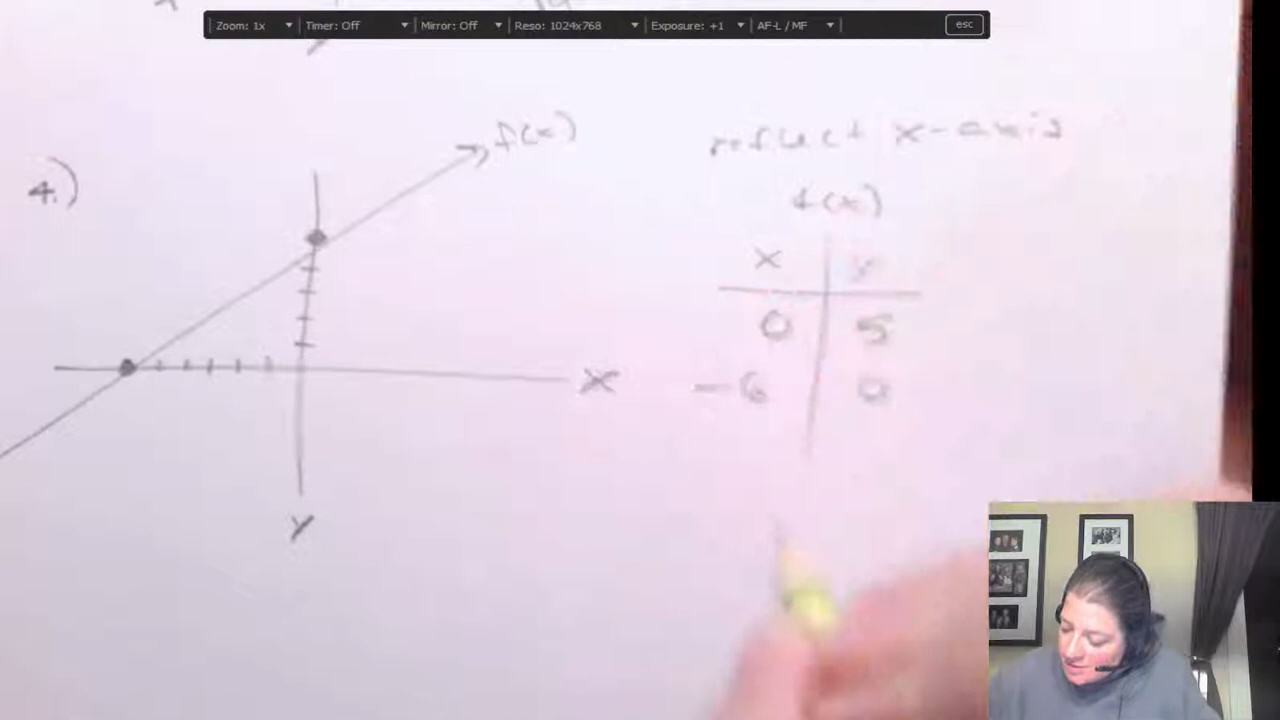 Zoom: 1x Timer: Off Mirror: Off Reso: 1024x768 Exposure: +1 AF-L / MF esc
4.)
f(x)
x
y
reflect x-axis
f(x)
x y
0 5
-6 0